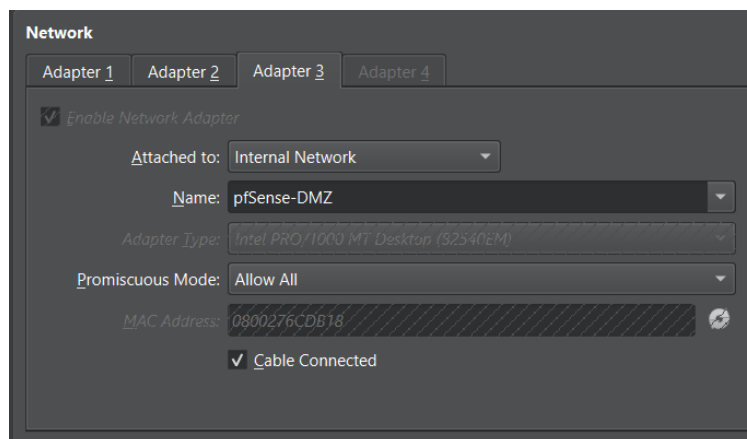 Network
Adapter 1 Adapter 2 Adapter 3 Adapter 4
Enable Network Adapter
Attached to: Internal Network
Name: pfSense-DMZ
Adapter Type: Intel PRO/1000 MT Desktop (82540EM)
Promiscuous Mode: Allow All
MAC Address: 0800276CDB18
Cable Connected